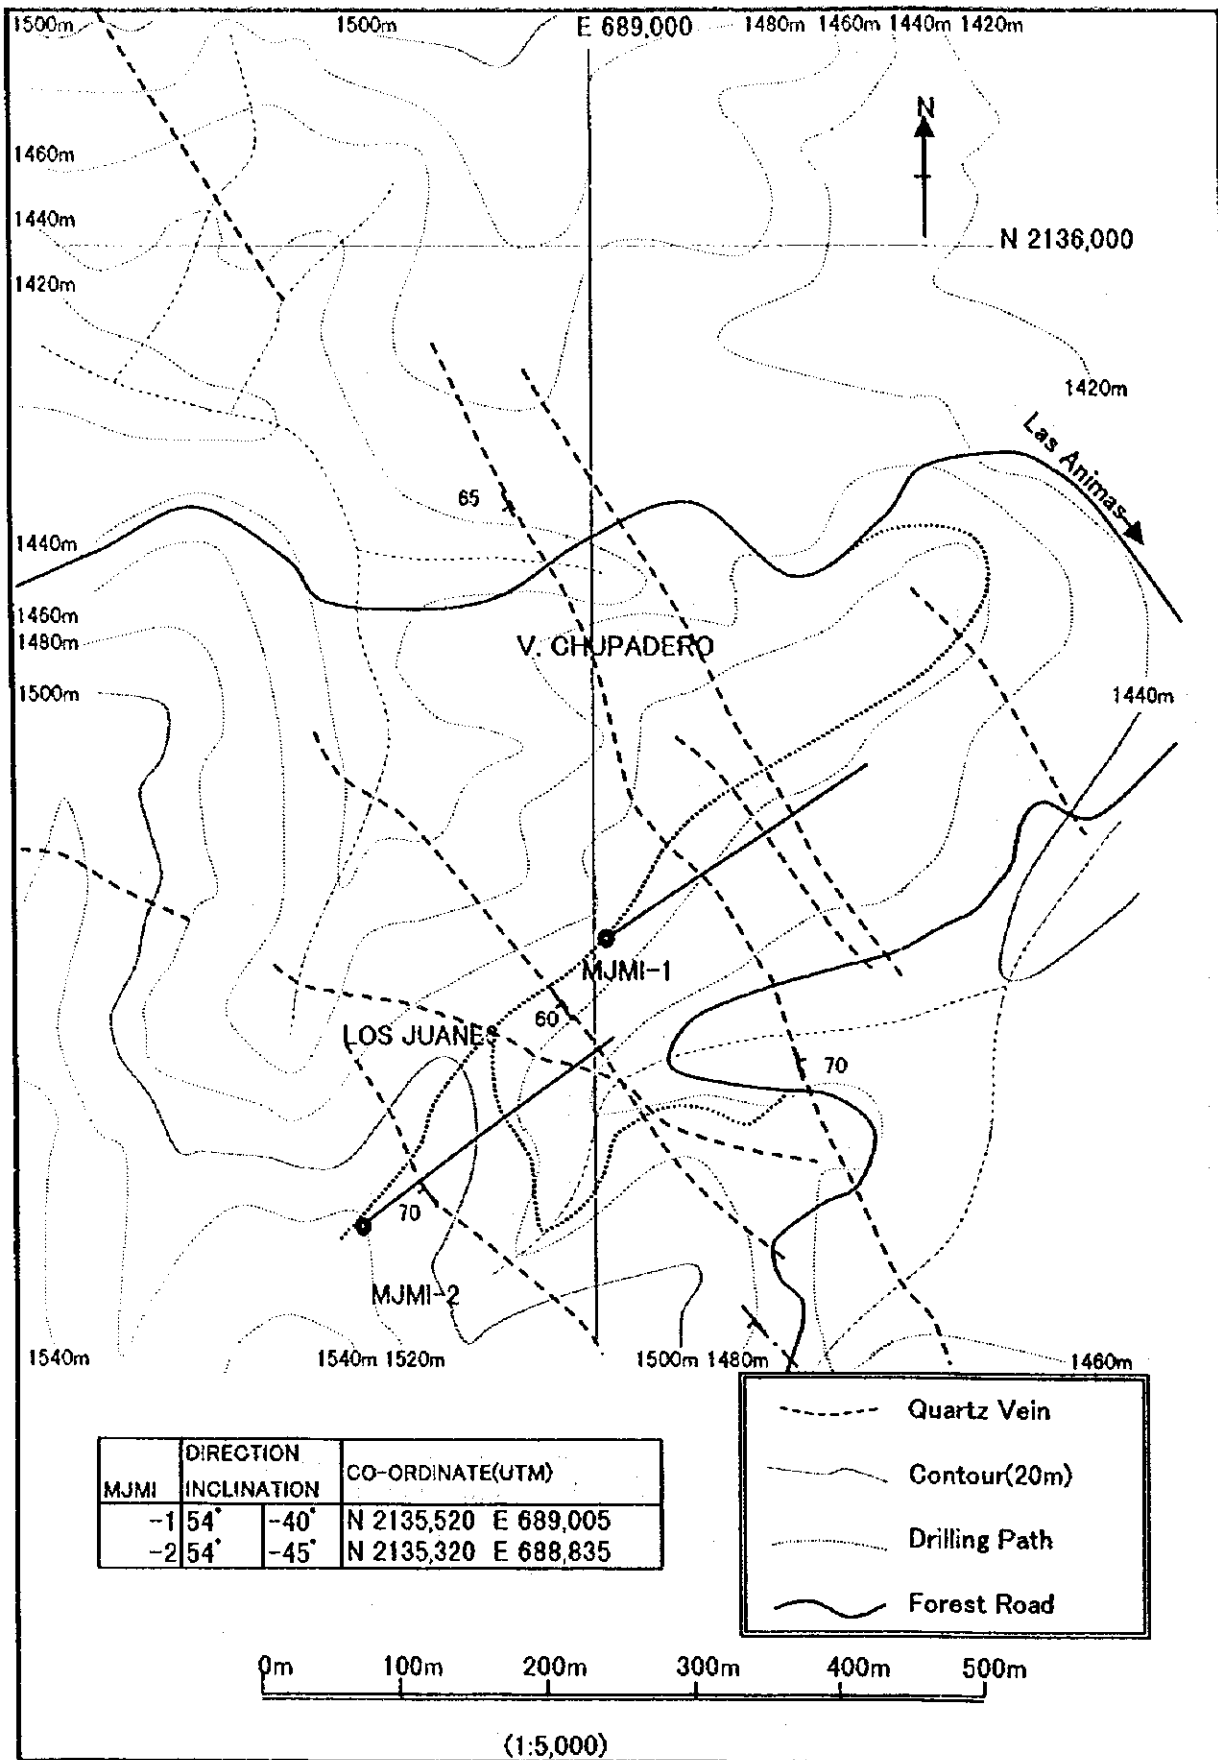 1500m 1500m E 689,000 1480m 1460m 1440m 1420m
N
1460m
1440m
N 2136,000
1420m
1420m
Las Animas
65
1440m
1460m
V. CHUPADERO
1480m
1500m
1440m
MJMI-1
60
LOS JUANES
70
70
MJMI-2
1540m 1540m 1520m 1500m 1480m 1460m
Quartz Vein
Contour(20m)
Drilling Path
Forest Road
MJMI DIRECTION INCLINATION CO-ORDINATE(UTM)
-1 54° -40° N 2135,520 E 689,005
-2 54° -45° N 2135,320 E 688,835
0m 100m 200m 300m 400m 500m
(1:5,000)